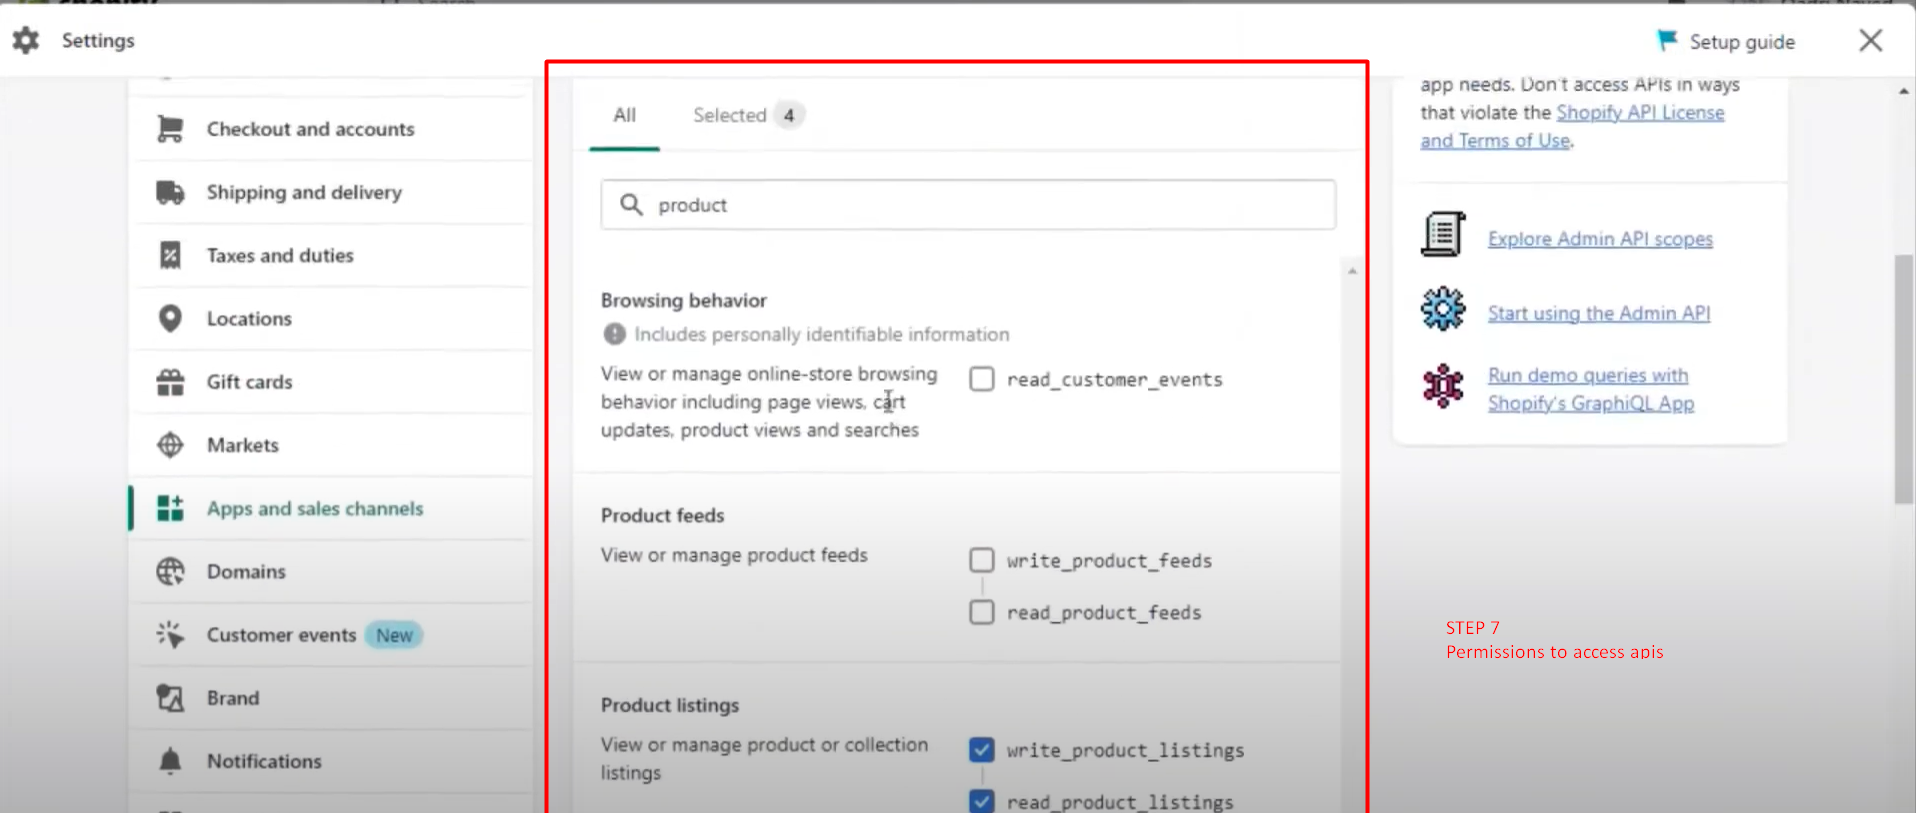 Settings
Setup guide
Checkout and accounts
Shipping and delivery
Taxes and duties
Locations
Gift cards
Markets
Apps and sales channels
Domains
Customer events New
Brand
Notifications
All
Selected 4
product
Browsing behavior
Includes personally identifiable information
View or manage online-store browsing
behavior including page views, cart
updates, product views and searches
read_customer_events
Product feeds
View or manage product feeds
write_product_feeds
read_product_feeds
Product listings
View or manage product or collection
listings
write_product_listings
read_product_listings
app needs. Don't access APIs in ways
that violate the Shopify API License
and Terms of Use.
Explore Admin API scopes
Start using the Admin API
Run demo queries with
Shopify's GraphiQL App
STEP 7
Permissions to access apis